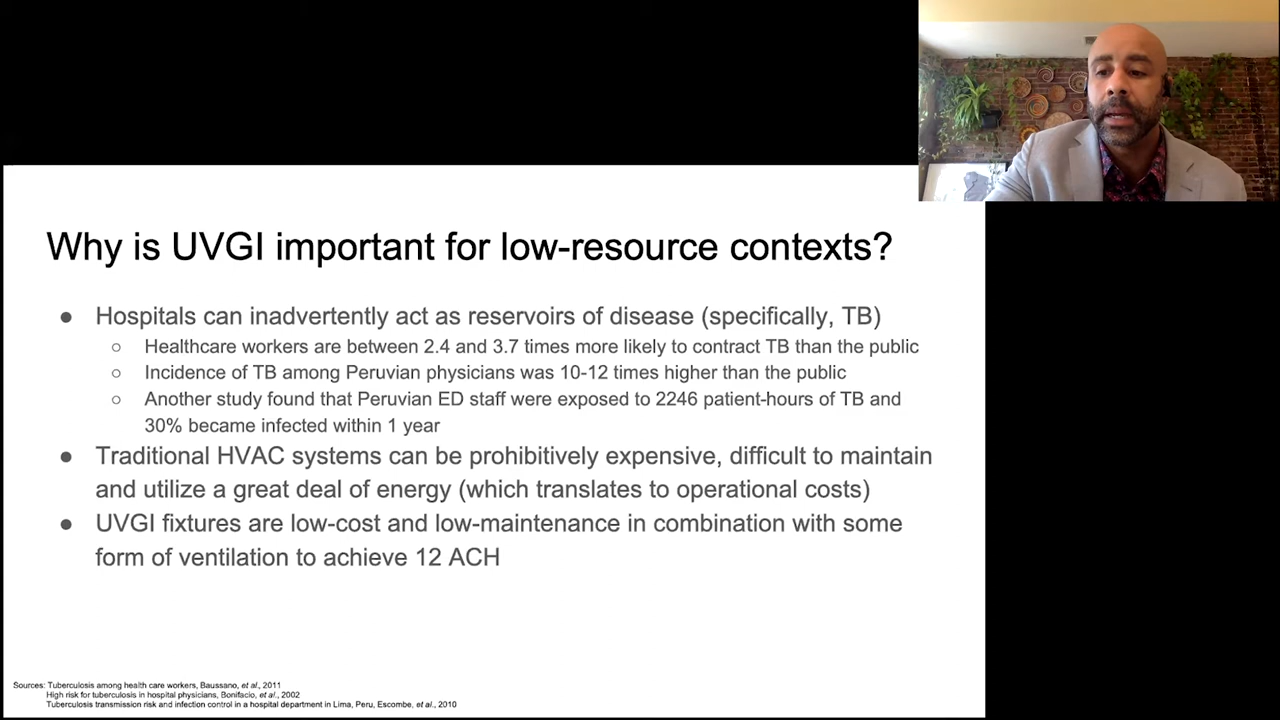 Why is UVGI important for low-resource contexts?
● Hospitals can inadvertently act as reservoirs of disease (specifically, TB)
○ Healthcare workers are between 2.4 and 3.7 times more likely to contract TB than the public
○ Incidence of TB among Peruvian physicians was 10-12 times higher than the public
○ Another study found that Peruvian ED staff were exposed to 2246 patient-hours of TB and
30% became infected within 1 year
● Traditional HVAC systems can be prohibitively expensive, difficult to maintain
and utilize a great deal of energy (which translates to operational costs)
● UVGI fixtures are low-cost and low-maintenance in combination with some
form of ventilation to achieve 12 ACH
Sources: Tuberculosis among health care workers, Baussano, et al., 2011
High risk for tuberculosis in hospital physicians, Bonifacio, et al., 2002
Tuberculosis transmission risk and infection control in a hospital department in Lima, Peru, Escombe, et al., 2010